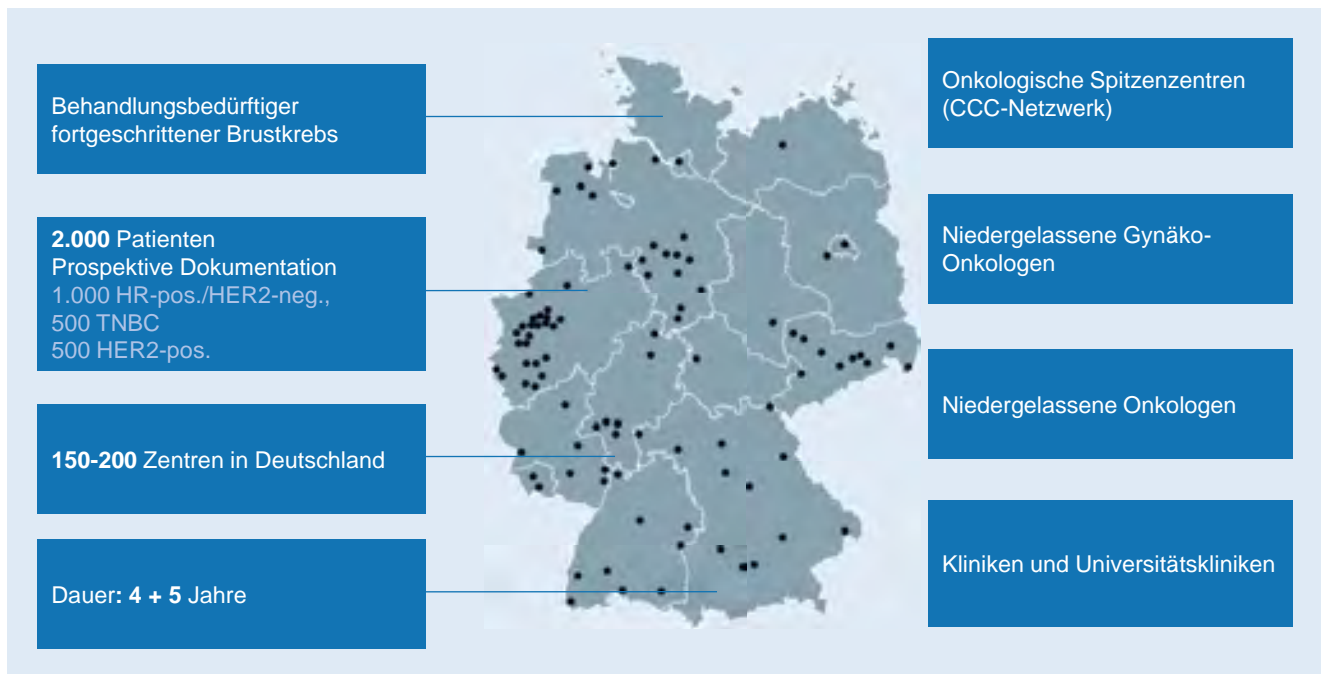 Behandlungsbedürftiger
fortgeschrittener Brustkrebs
2.000 Patienten
Prospektive Dokumentation
1.000 HR-pos./HER2-neg.,
500 TNBC
500 HER2-pos.
150-200 Zentren in Deutschland
Dauer: 4 + 5 Jahre
Onkologische Spitzenzentren
(CCC-Netzwerk)
Niedergelassene Gynäko-
Onkologen
Niedergelassene Onkologen
Kliniken und Universitätskliniken